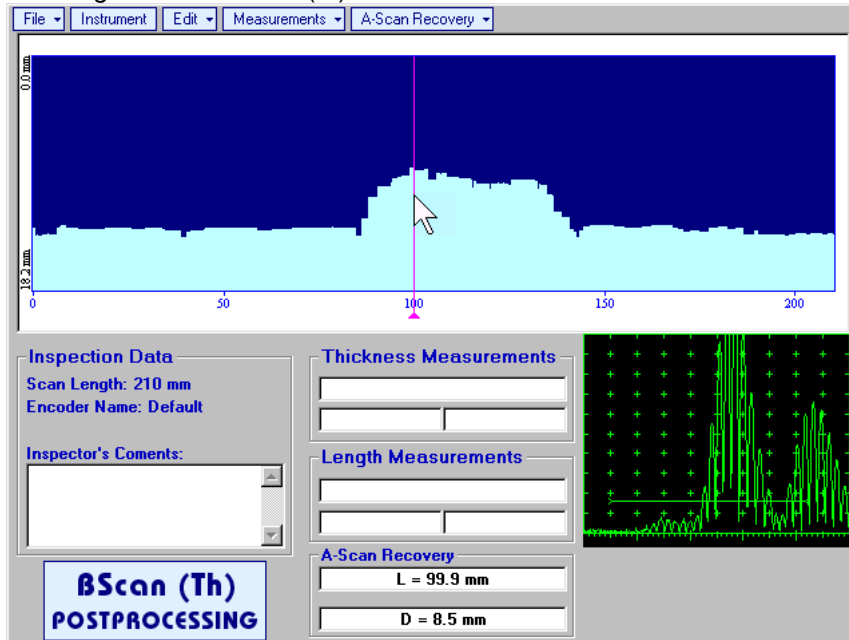 File Instrument Edit Measurements A-Scan Recovery
0.0 mm
18.2 mm
0 50 100 150 200
Inspection Data
Scan Length: 210 mm
Encoder Name: Default
Inspector's Coments:
Thickness Measurements
Length Measurements
A-Scan Recovery
L = 99.9 mm
D = 8.5 mm
βScan (Th)
POSTPROCESSING